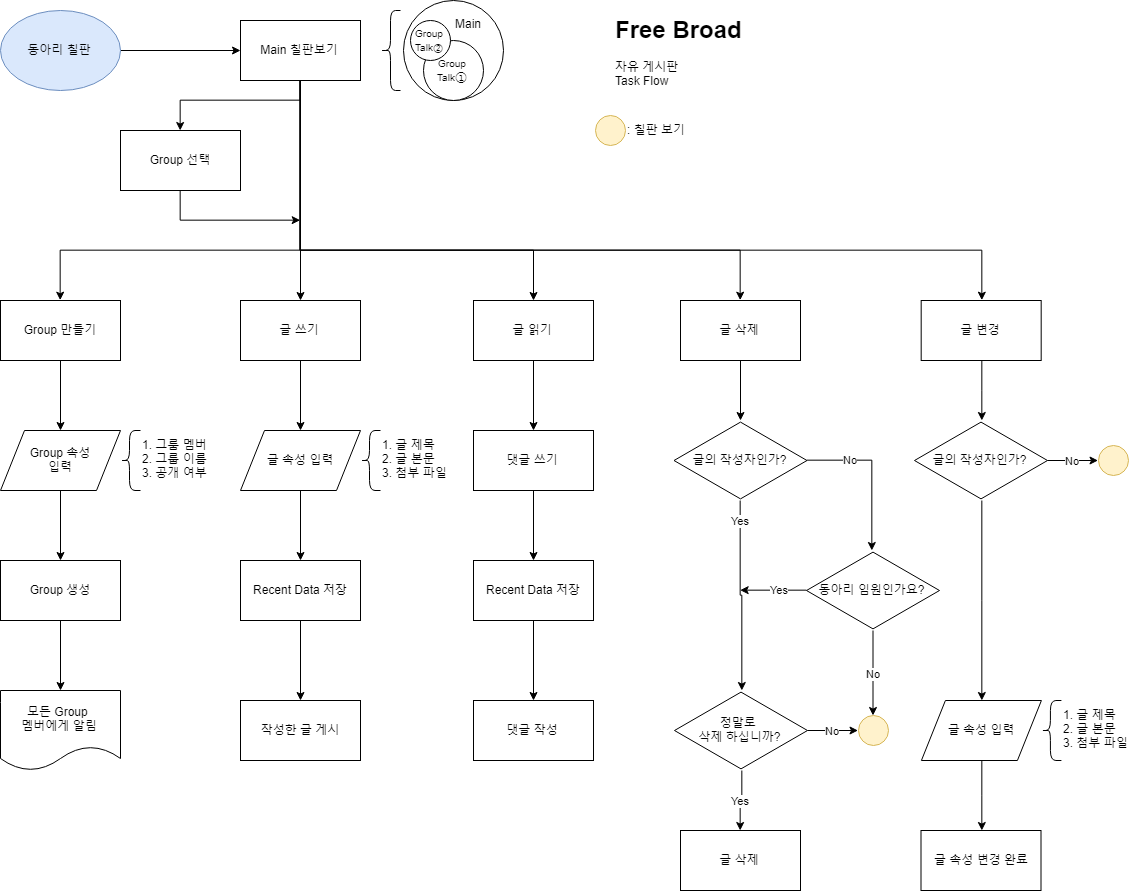 동아리 칠판
Main 칠판보기
Main
Group
Talk②
Group
Talk①
Free Broad
자유 게시판
Task Flow
: 칠판 보기
Group 선택
Group 만들기
글 쓰기
글 읽기
글 삭제
글 변경
Group 속성
입력
1. 그룹 멤버
2. 그룹 이름
3. 공개 여부
글 속성 입력
1. 글 제목
2. 글 본문
3. 첨부 파일
댓글 쓰기
글의 작성자인가?
No
글의 작성자인가?
No
Yes
Group 생성
Recent Data 저장
Recent Data 저장
Yes
동아리 임원인가요?
No
모든 Group
멤버에게 알림
작성한 글 게시
댓글 작성
정말로
삭제 하십니까?
No
글 속성 입력
1. 글 제목
2. 글 본문
3. 첨부 파일
Yes
글 삭제
글 속성 변경 완료